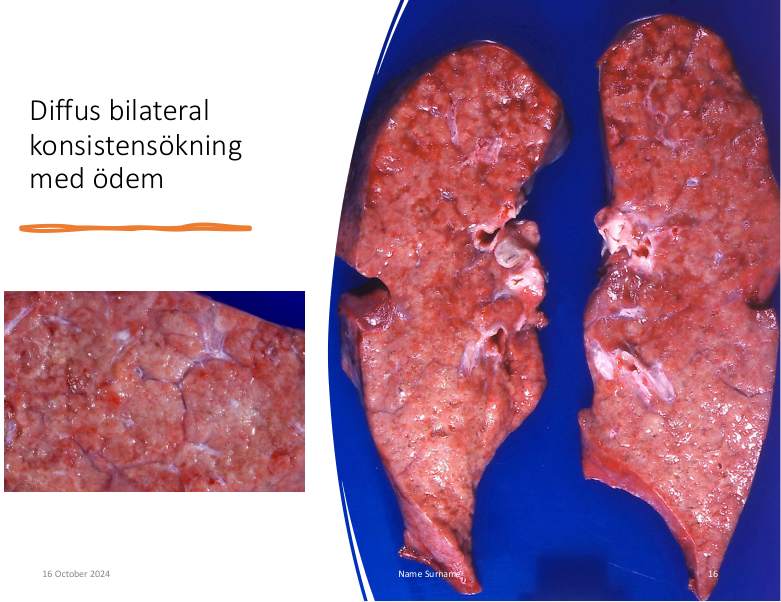 Diffus bilateral
konsistensökning
med ödem
16 October 2024
Name Surname
16